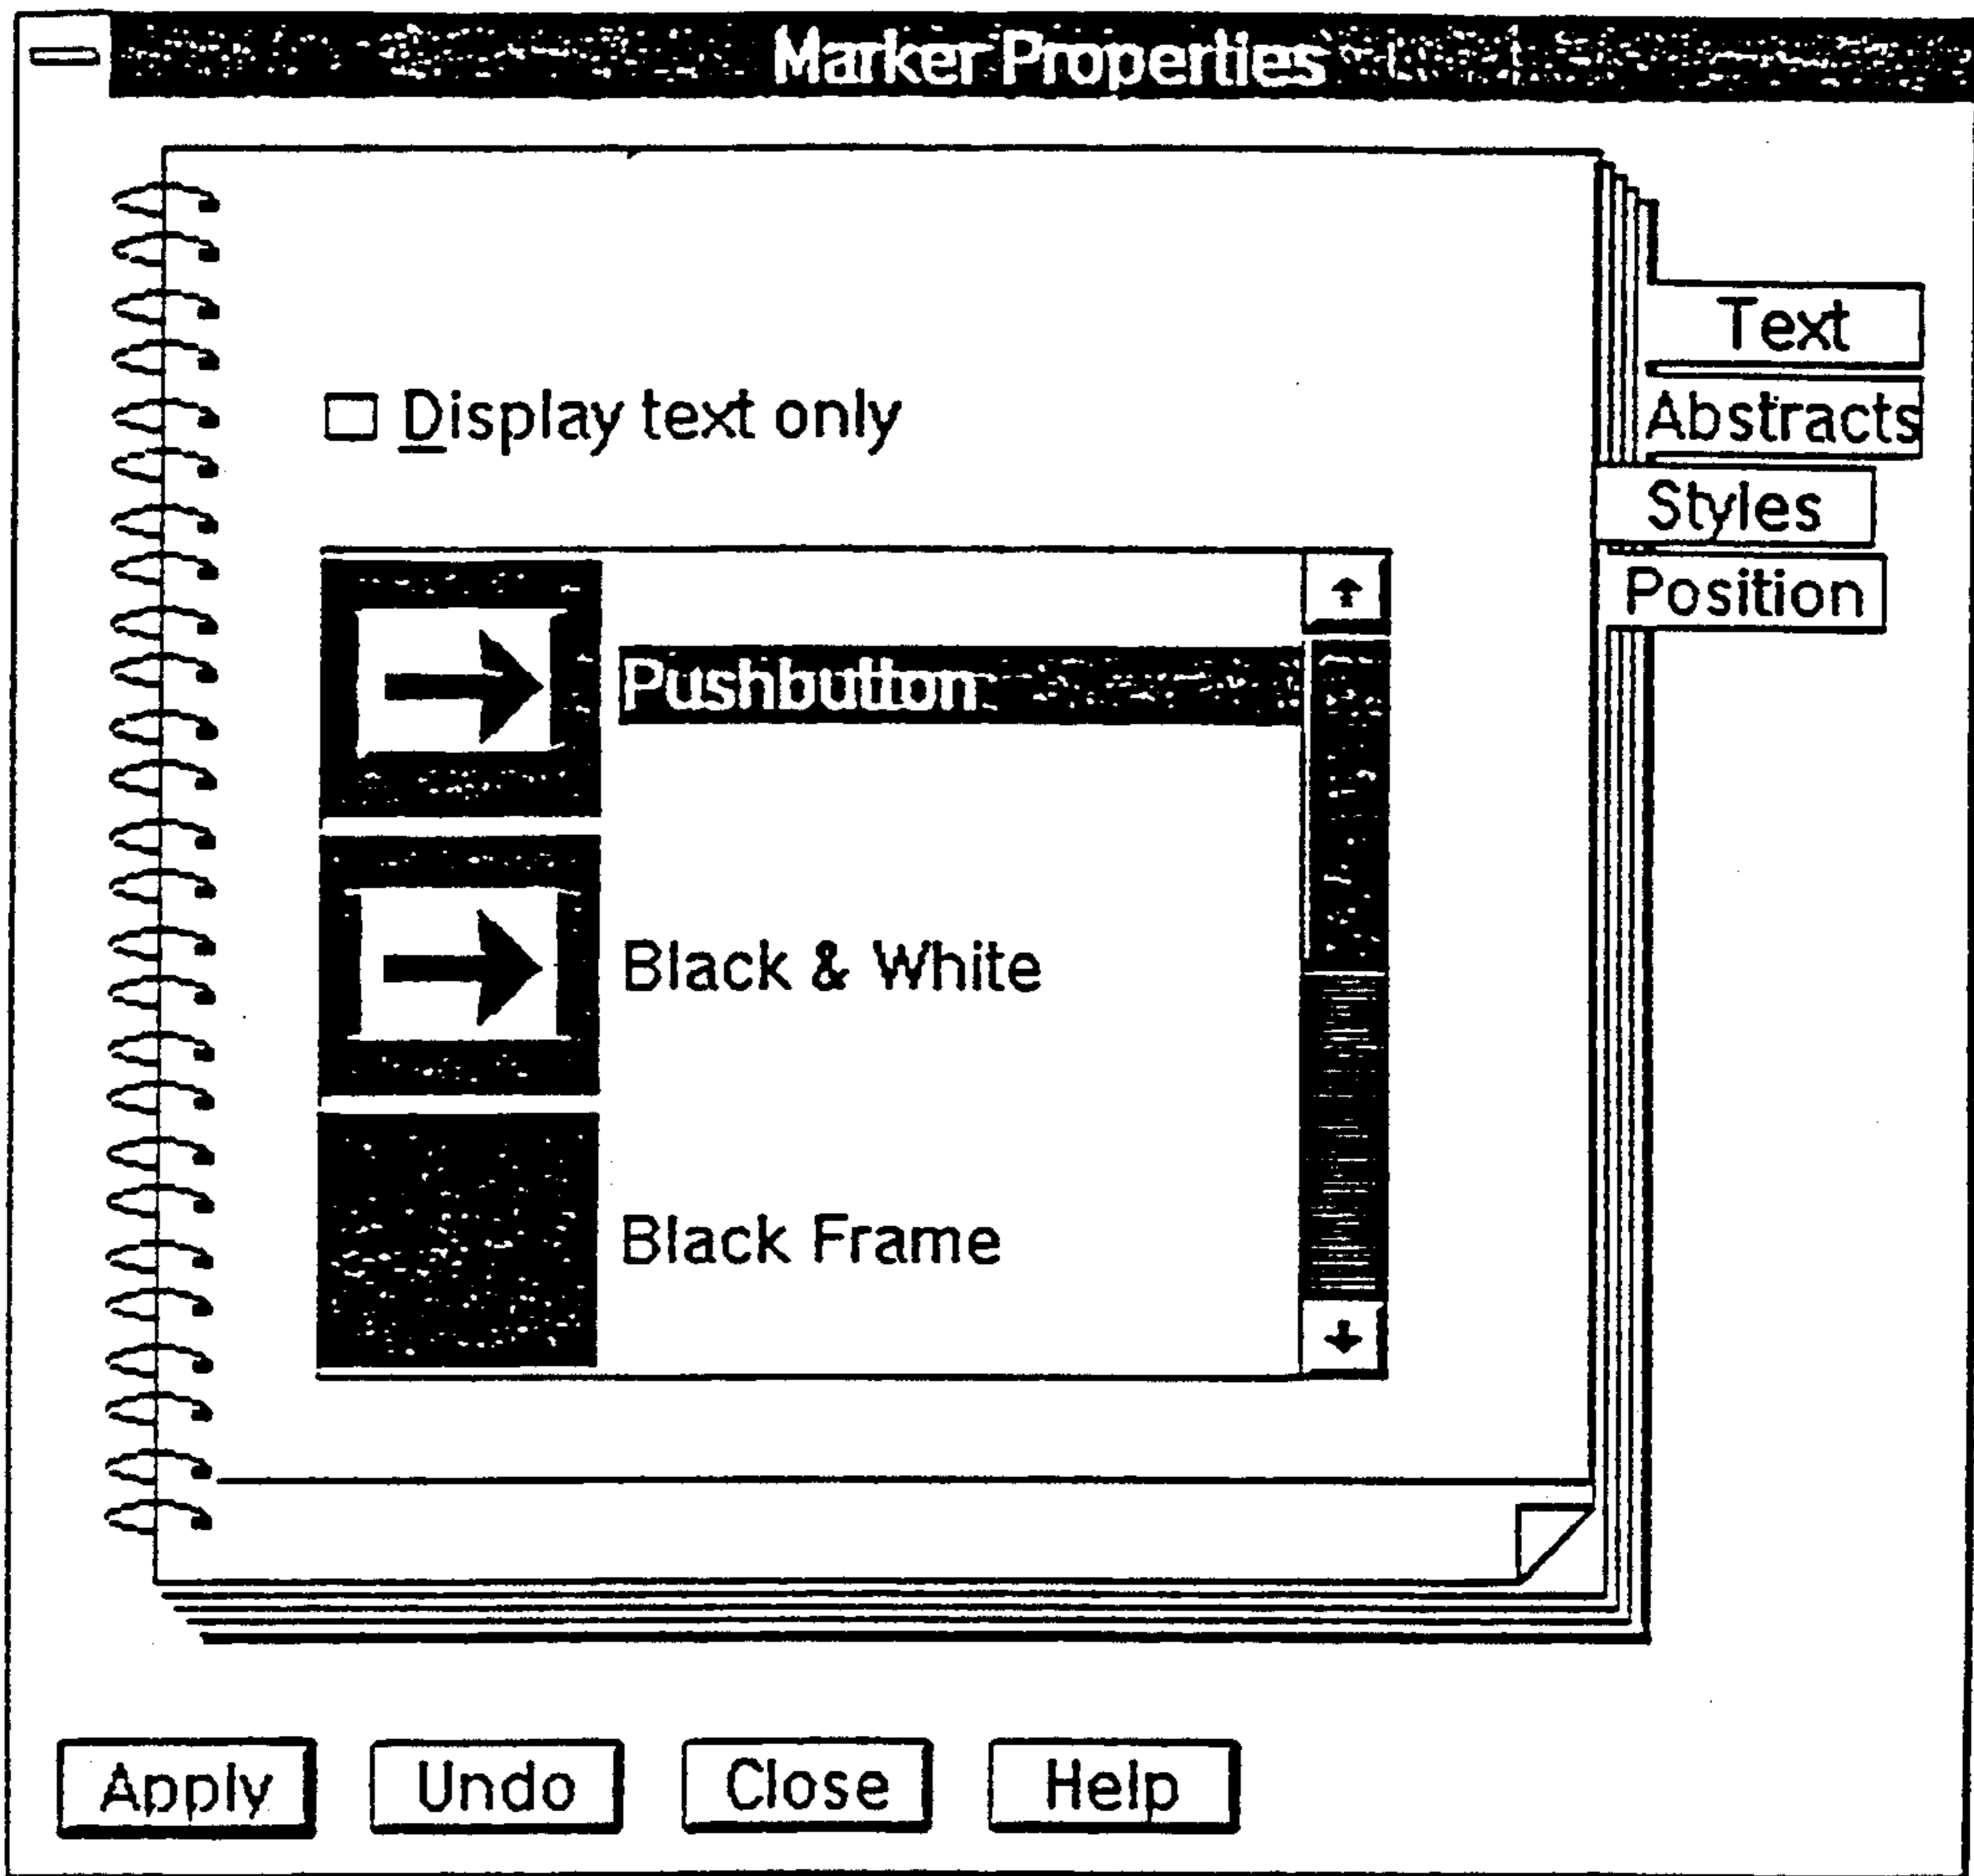 Marker Properties
Text
Abstracts
Styles
Position
Display text only
Pushbutton
Black & White
Black Frame
Apply
Undo
Close
Help